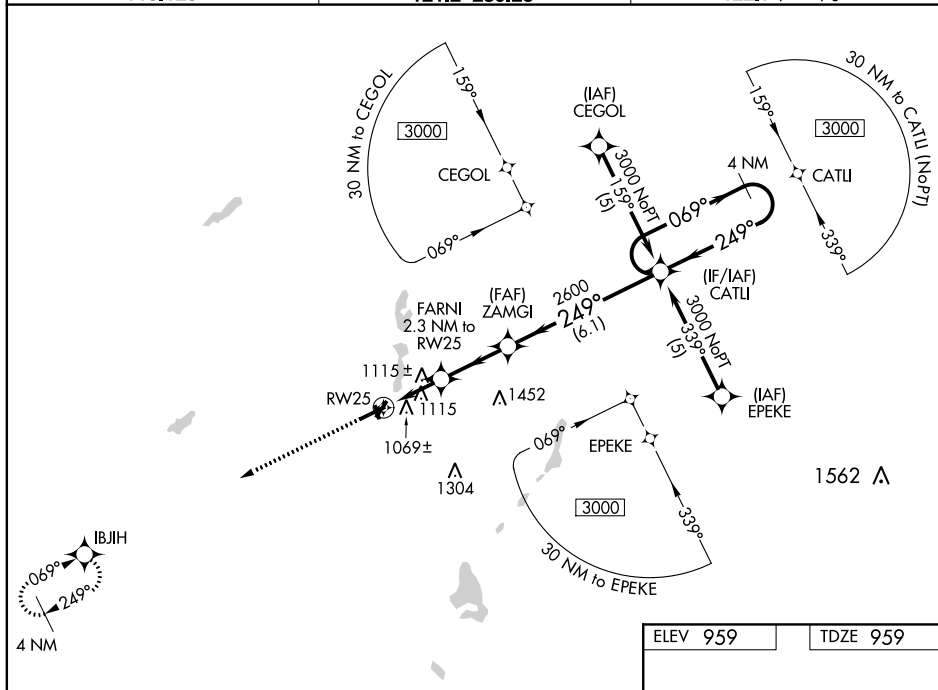 30 NM to CEGOL
159°
3000
CEGOL
069°
(IAF)
CEGOL
3000 NoPT
159°
(5)
4 NM
069°
249°
30 NM to CATLI (NoPT)
159°
3000
CATLI
339°
(IF/IAF)
CATLI
2600
249°
(6.1)
(FAF)
ZAMGI
FARNI
2.3 NM to
RW25
3000 NoPT
339°
(5)
(IAF)
EPEKE
1115±
RW25
1115
1069±
1452
1304
069°
EPEKE
3000
339°
30 NM to EPEKE
1562
IBJIH
069°
249°
4 NM
ELEV 959
TDZE 959